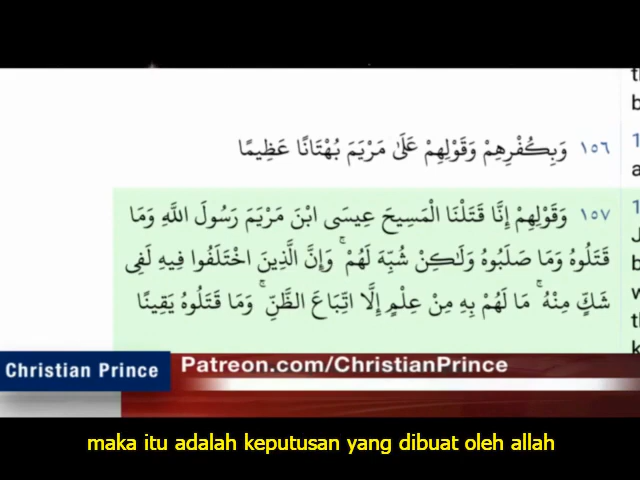 ١٥٦ وَبِكُفْرِهِمْ وَقَوْلِهِمْ عَلَىٰ مَرْيَمَ بُهْتَانًا عَظِيمًا
١٥٧ وَقَوْلِهِمْ إِنَّا قَتَلْنَا الْمَسِيحَ عِيسَى ابْنَ مَرْيَمَ رَسُولَ اللَّهِ وَمَا
قَتَلُوهُ وَمَا صَلَبُوهُ وَلَٰكِنْ شُبِّهَ لَهُمْ ۚ وَإِنَّ الَّذِينَ اخْتَلَفُوا فِيهِ لَفِي
شَكٍّ مِنْهُ ۚ مَا لَهُمْ بِهِ مِنْ عِلْمٍ إِلَّا اتِّبَاعَ الظَّنِّ ۚ وَمَا قَتَلُوهُ يَقِينًا
Christian Prince
Patreon.com/ChristianPrince
maka itu adalah keputusan yang dibuat oleh allah